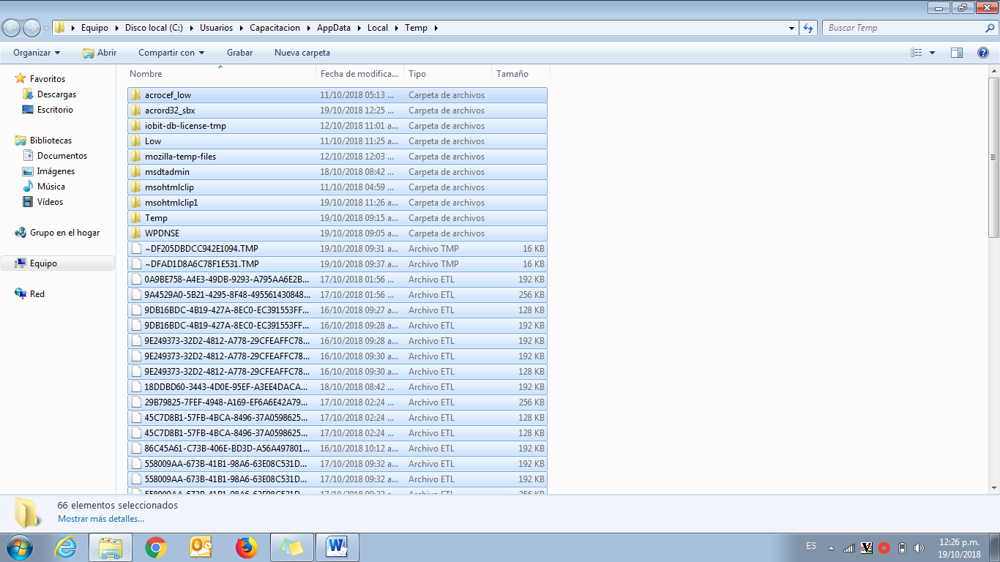 Equipo Disco local (C:) Usuarios Capacitacion AppData Local Temp
Buscar Temp
Organizar Abrir Compartir con Grabar Nueva carpeta
Favoritos
Descargas
Escritorio
Bibliotecas
Documentos
Imágenes
Música
Vídeos
Grupo en el hogar
Equipo
Red
Nombre Fecha de modifica... Tipo Tamaño
acrocef_low 11/10/2018 05:13 ... Carpeta de archivos
acrord32_sbx 19/10/2018 12:25 ... Carpeta de archivos
iobit-db-license-tmp 12/10/2018 11:01 a... Carpeta de archivos
Low 11/10/2018 11:25 a... Carpeta de archivos
mozilla-temp-files 12/10/2018 12:03 ... Carpeta de archivos
msdtadmin 18/10/2018 08:42 ... Carpeta de archivos
msohtmlclip 11/10/2018 04:59 ... Carpeta de archivos
msohtmlclip1 19/10/2018 11:26 a... Carpeta de archivos
Temp 19/10/2018 09:15 a... Carpeta de archivos
WPDNSE 19/10/2018 09:05 a... Carpeta de archivos
~DF205DBDCC942E1094.TMP 19/10/2018 09:31 a... Archivo TMP 16 KB
~DFAD1D8A6C78F1E531.TMP 19/10/2018 09:37 a... Archivo TMP 16 KB
0A9BE758-A4E3-49DB-9293-A795AA6E2B... 17/10/2018 01:56 ... Archivo ETL 192 KB
9A4529A0-5B21-4295-8F48-495561430848... 17/10/2018 01:56 ... Archivo ETL 256 KB
9DB16BDC-4B19-427A-8EC0-EC391553FF... 16/10/2018 09:27 a... Archivo ETL 128 KB
9DB16BDC-4B19-427A-8EC0-EC391553FF... 16/10/2018 09:28 a... Archivo ETL 192 KB
9E249373-32D2-4812-A778-29CFEAFFC78... 16/10/2018 09:28 a... Archivo ETL 192 KB
9E249373-32D2-4812-A778-29CFEAFFC78... 16/10/2018 09:30 a... Archivo ETL 192 KB
9E249373-32D2-4812-A778-29CFEAFFC78... 16/10/2018 09:30 a... Archivo ETL 128 KB
18DDBD60-3443-4D0E-95EF-A3EE4DACA... 18/10/2018 08:42 ... Archivo ETL 192 KB
29B79825-7FEF-4948-A169-EF6A6E42A79... 17/10/2018 02:24 ... Archivo ETL 256 KB
45C7D8B1-57FB-4BCA-8496-37A0598625... 17/10/2018 02:24 ... Archivo ETL 128 KB
45C7D8B1-57FB-4BCA-8496-37A0598625... 17/10/2018 02:24 ... Archivo ETL 128 KB
86C45A61-C73B-406E-BD3D-A56A497801... 16/10/2018 10:12 a... Archivo ETL 192 KB
558009AA-673B-41B1-98A6-63E08C531D... 17/10/2018 09:32 a... Archivo ETL 192 KB
558009AA-673B-41B1-98A6-63E08C531D... 17/10/2018 09:32 a... Archivo ETL 192 KB
66 elementos seleccionados
Mostrar más detalles...
ES
12:26 p.m.
19/10/2018